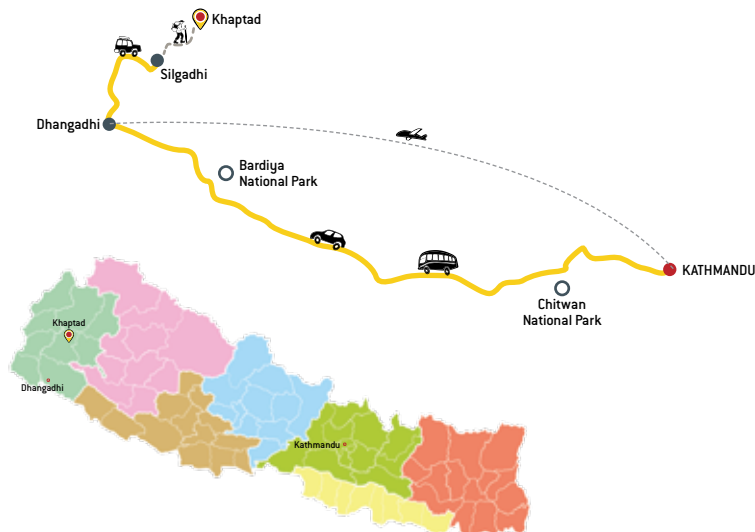 Khaptad
Silgadhi
Dhangadhi
Bardiya
National Park
KATHMANDU
Chitwan
National Park
Khaptad
Dhangadhi
Kathmandu